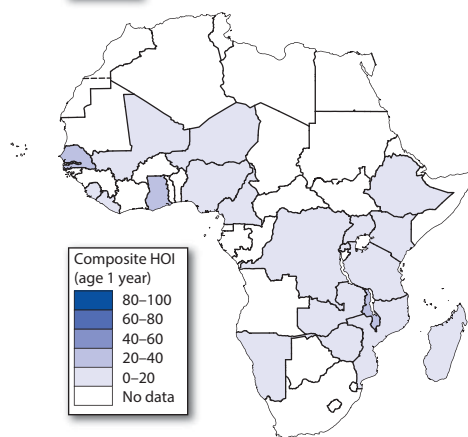 Composite HOI
(age 1 year)
80–100
60–80
40–60
20–40
0–20
No data